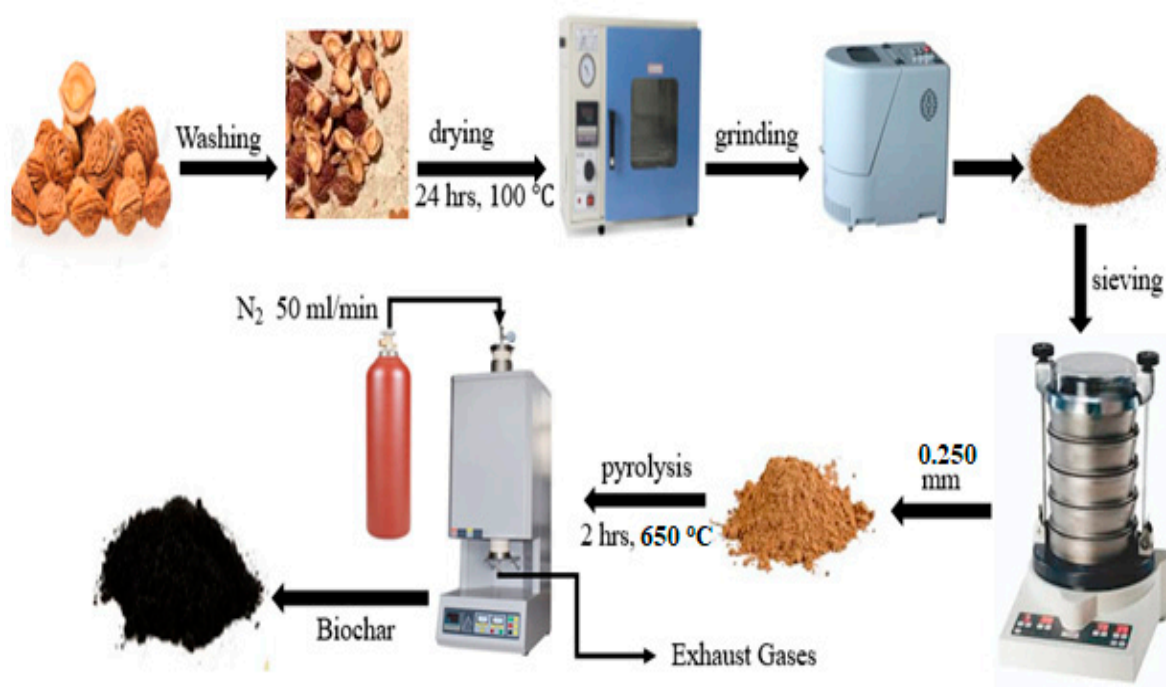 Washing
drying
24 hrs, 100 °C
grinding
sieving
0.250
mm
pyrolysis
2 hrs, 650 °C
N₂ 50 ml/min
Biochar
Exhaust Gases